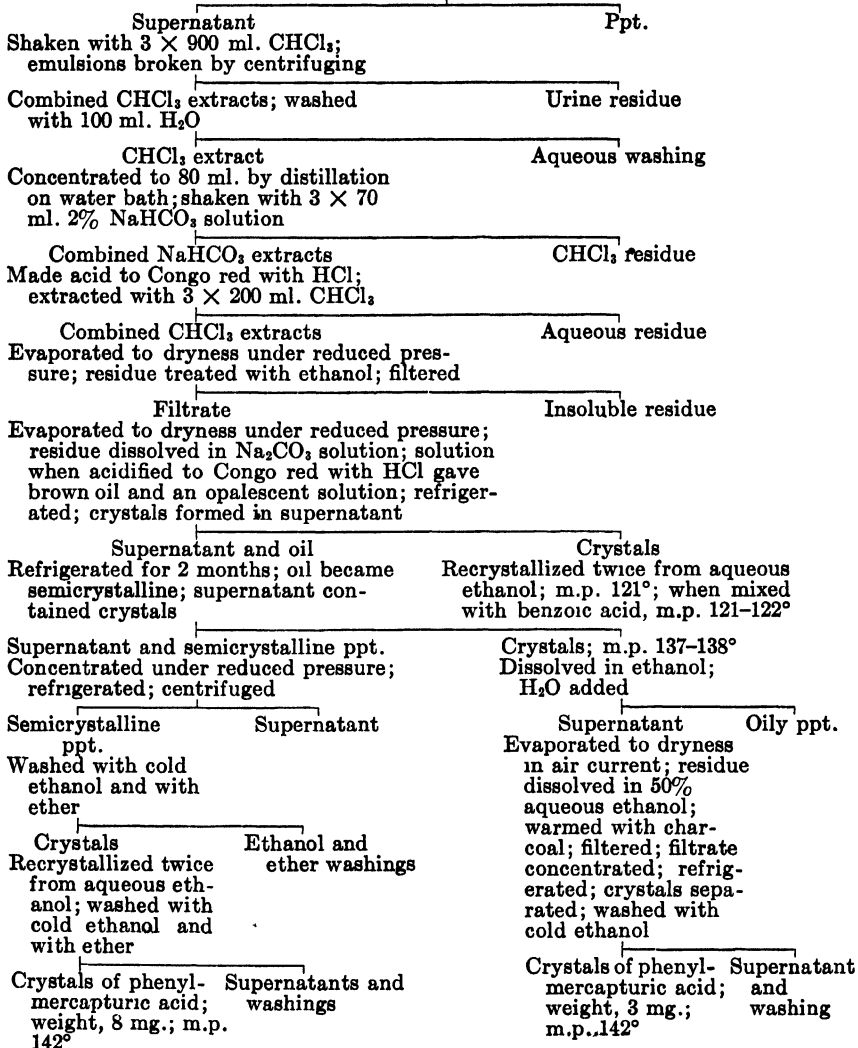 Supernatant
Ppt.
Shaken with 3 × 900 ml. CHCl₃;
emulsions broken by centrifuging
Combined CHCl₃ extracts; washed
with 100 ml. H₂O
Urine residue
CHCl₃ extract
Aqueous washing
Concentrated to 80 ml. by distillation
on water bath; shaken with 3 × 70
ml. 2% NaHCO₃ solution
Combined NaHCO₃ extracts
CHCl₃ residue
Made acid to Congo red with HCl;
extracted with 3 × 200 ml. CHCl₃
Combined CHCl₃ extracts
Aqueous residue
Evaporated to dryness under reduced pres-
sure; residue treated with ethanol; filtered
Filtrate
Insoluble residue
Evaporated to dryness under reduced pressure;
residue dissolved in Na₂CO₃ solution; solution
when acidified to Congo red with HCl gave
brown oil and an opalescent solution; refriger-
ated; crystals formed in supernatant
Supernatant and oil
Refrigerated for 2 months; oil became
semicrystalline; supernatant con-
tained crystals
Crystals
Recrystallized twice from aqueous
ethanol; m.p. 121°; when mixed
with benzoic acid, m.p. 121–122°
Supernatant and semicrystalline ppt.
Concentrated under reduced pressure;
refrigerated; centrifuged
Crystals; m.p. 137–138°
Dissolved in ethanol;
H₂O added
Semicrystalline
ppt.
Washed with cold
ethanol and with
ether
Supernatant
Supernatant
Evaporated to dryness
in air current; residue
dissolved in 50%
aqueous ethanol;
warmed with char-
coal; filtered; filtrate
concentrated; refrig-
erated; crystals sepa-
rated; washed with
cold ethanol
Oily ppt.
Crystals
Recrystallized twice
from aqueous eth-
anol; washed with
cold ethanol and
with ether
Ethanol and
ether washings
Crystals of phenyl-
mercapturic acid;
weight, 8 mg.; m.p.
142°
Supernatants and
washings
Crystals of phenyl-
mercapturic acid;
weight, 3 mg.;
m.p. 142°
Supernatant
and
washing